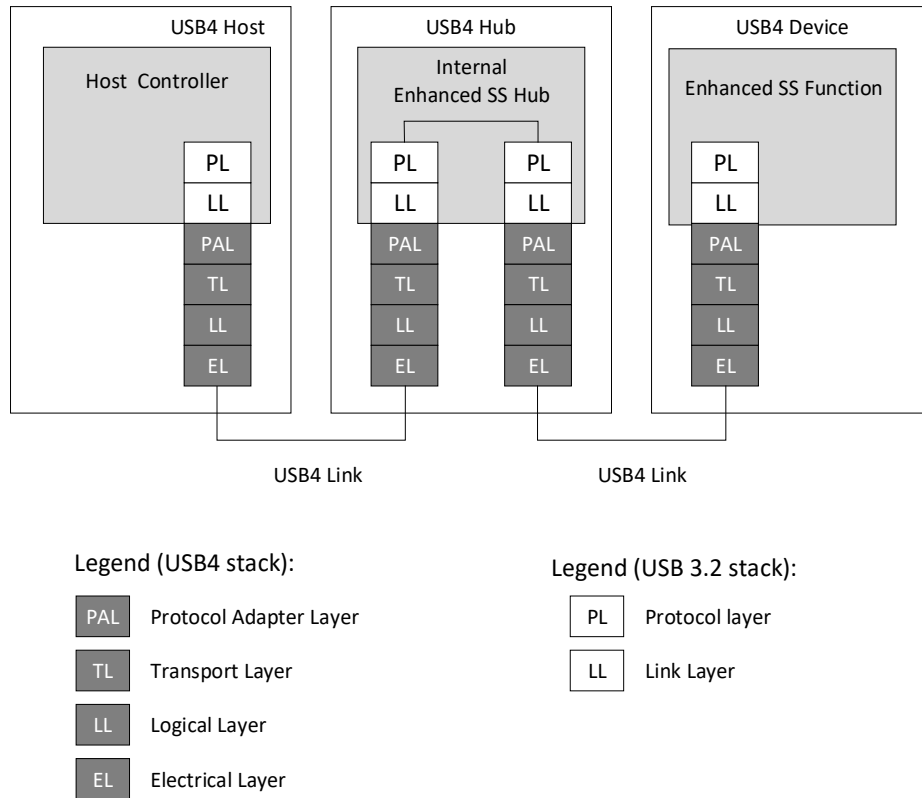 USB4 Host
USB4 Hub
USB4 Device
Host Controller
Internal
Enhanced SS Hub
Enhanced SS Function
PL
PL
PL
PL
LL
LL
LL
LL
PAL
PAL
PAL
PAL
TL
TL
TL
TL
LL
LL
LL
LL
EL
EL
EL
EL
USB4 Link
USB4 Link
Legend (USB4 stack):
PAL Protocol Adapter Layer
TL Transport Layer
LL Logical Layer
EL Electrical Layer
Legend (USB 3.2 stack):
PL Protocol layer
LL Link Layer